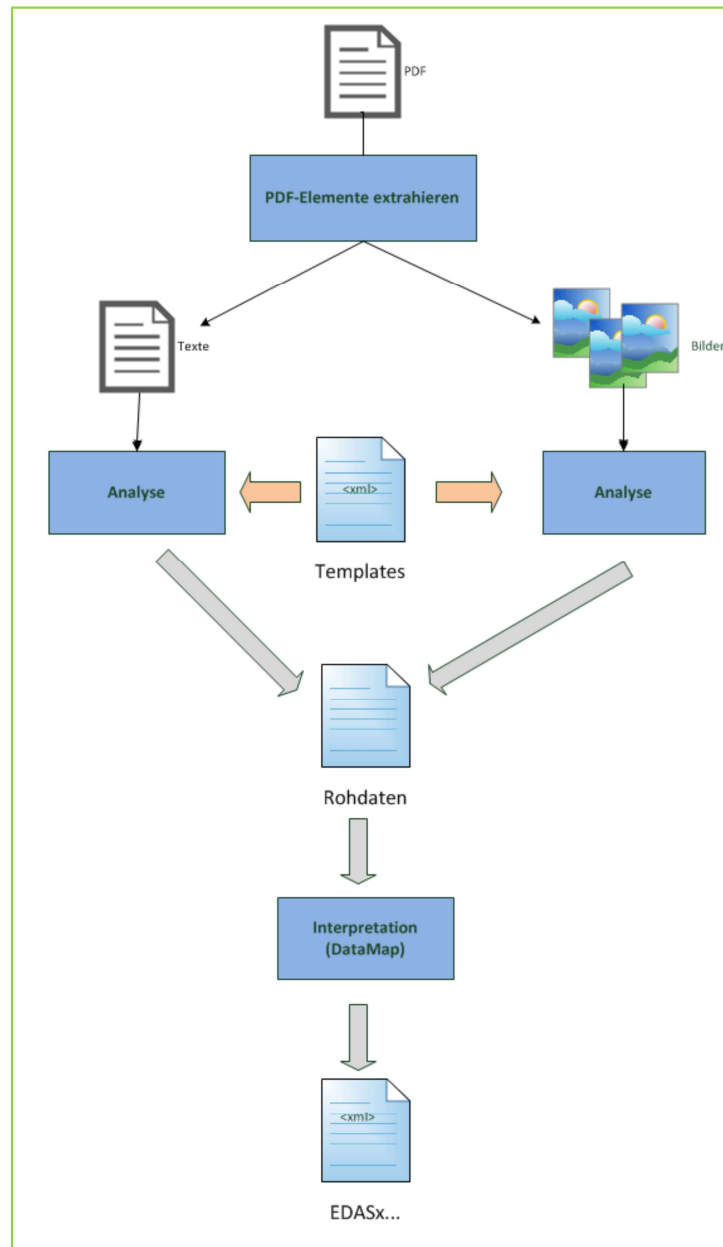 PDF
PDF-Elemente extrahieren
Texte
Bilder
Analyse
<xml>
Analyse
Templates
Rohdaten
Interpretation
(DataMap)
<xml>
EDASx...